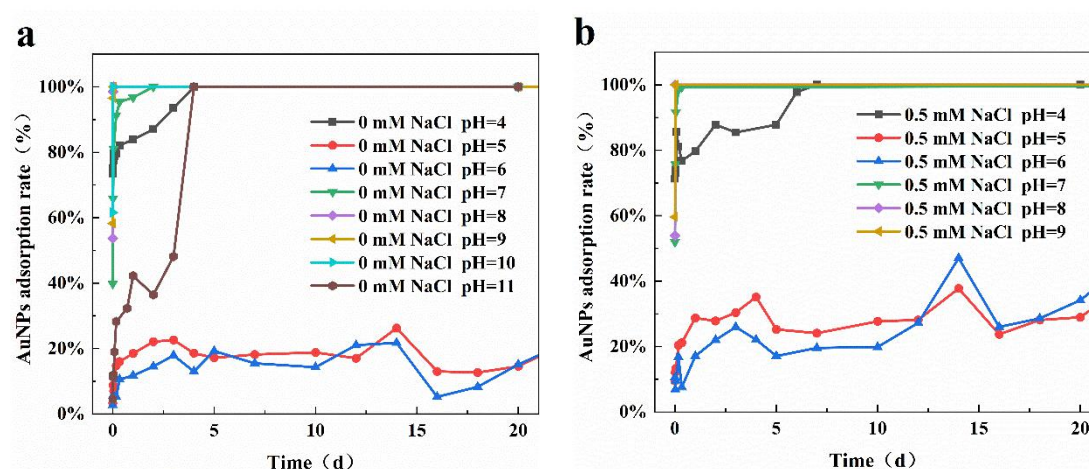 a
AuNPs adsorption rate (%)
100%
80%
60%
40%
20%
0%
0 mM NaCl pH=4
0 mM NaCl pH=5
0 mM NaCl pH=6
0 mM NaCl pH=7
0 mM NaCl pH=8
0 mM NaCl pH=9
0 mM NaCl pH=10
0 mM NaCl pH=11
0 5 10 15 20
Time（d）
b
AuNPs adsorption rate (%)
100%
80%
60%
40%
20%
0%
0.5 mM NaCl pH=4
0.5 mM NaCl pH=5
0.5 mM NaCl pH=6
0.5 mM NaCl pH=7
0.5 mM NaCl pH=8
0.5 mM NaCl pH=9
0 5 10 15 20
Time（d）